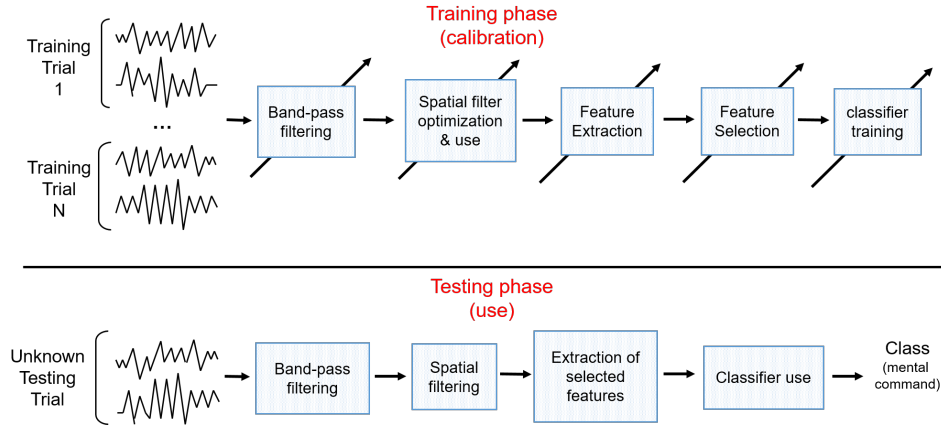 Training phase
(calibration)
Training
Trial
1
...
Training
Trial
N
Band-pass
filtering
Spatial filter
optimization
& use
Feature
Extraction
Feature
Selection
classifier
training
Testing phase
(use)
Unknown
Testing
Trial
Band-pass
filtering
Spatial
filtering
Extraction of
selected
features
Classifier use
Class
(mental
command)